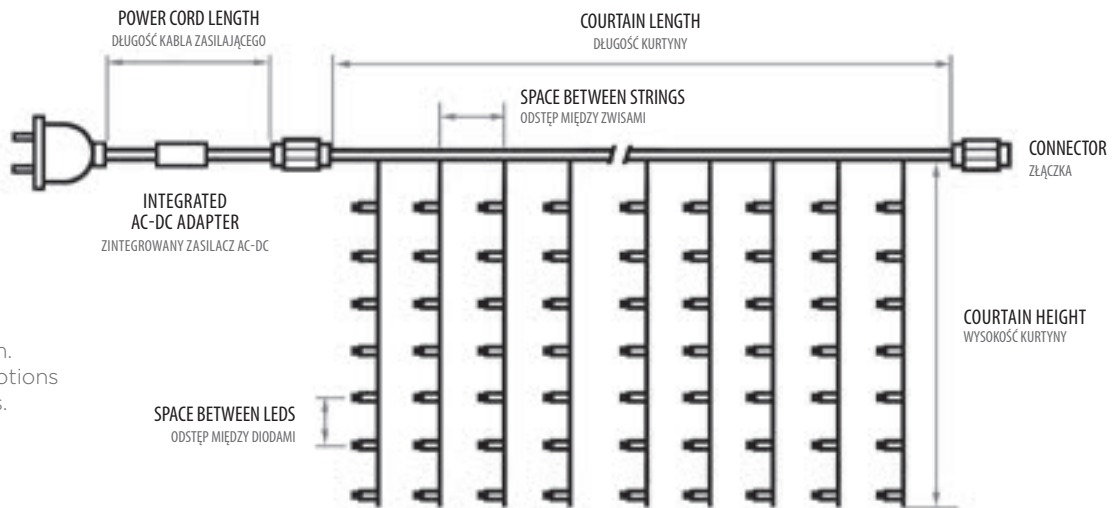 POWER CORD LENGTH
DŁUGOŚĆ KABLA ZASILAJĄCEGO
COURTAIN LENGTH
DŁUGOŚĆ KURTYNY
SPACE BETWEEN STRINGS
ODSTĘP MIĘDZY ZWISAMI
CONNECTOR
ZŁĄCZKA
INTEGRATED
AC-DC ADAPTER
ZINTEGROWANY ZASILACZ AC-DC
COURTAIN HEIGHT
WYSOKOŚĆ KURTYNY
SPACE BETWEEN LEDS
ODSTĘP MIĘDZY DIODAMI